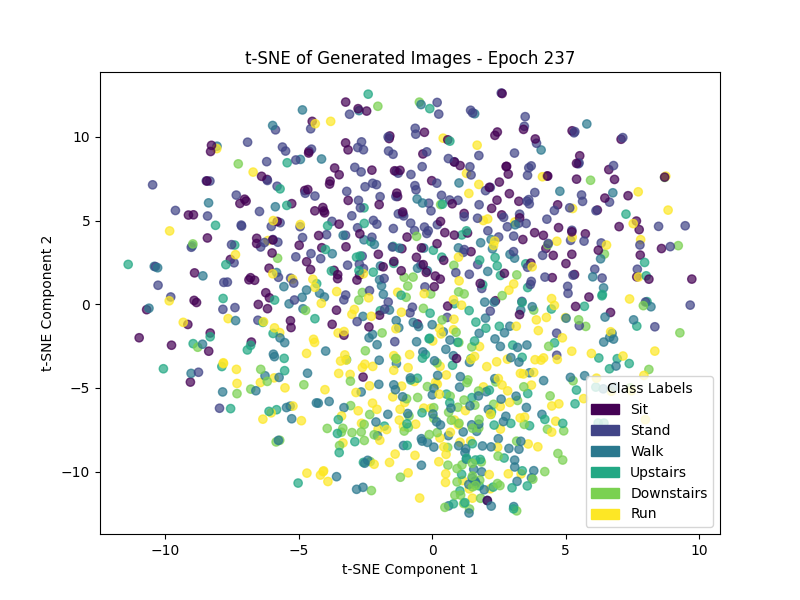 t-SNE of Generated Images - Epoch 237
t-SNE Component 2
10
5
0
−5
−10
Class Labels
Sit
Stand
Walk
Upstairs
Downstairs
Run
−10
−5
0
5
10
t-SNE Component 1